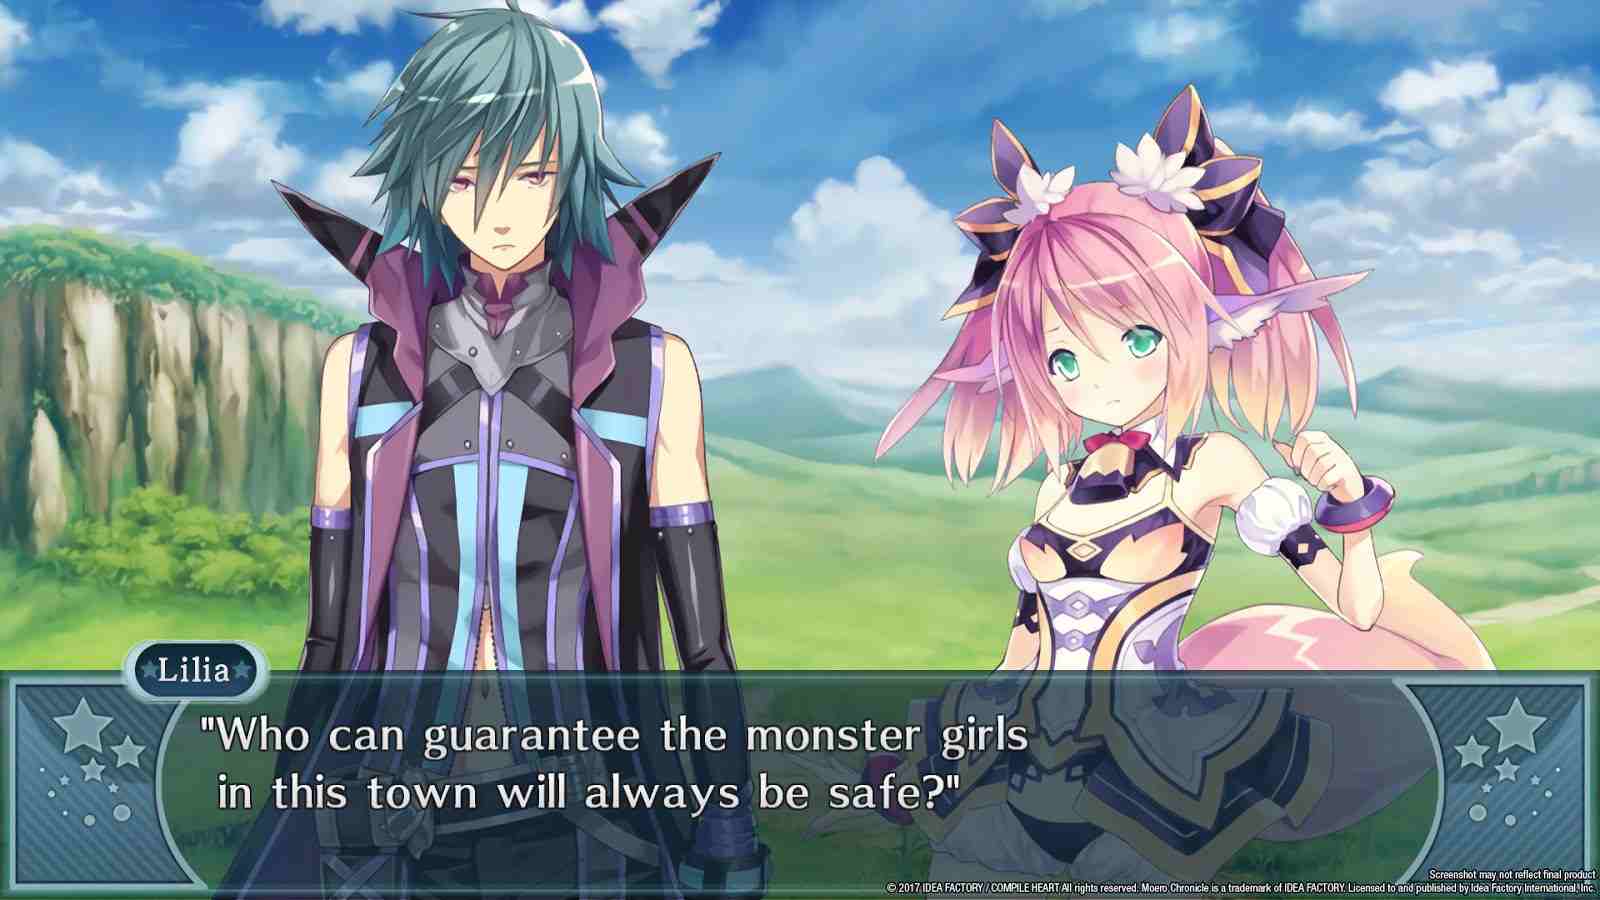 Lilia
"Who can guarantee the monster girls
in this town will always be safe?"
Screenshot may not reflect final product
© 2017 IDEA FACTORY / COMPILE HEART All rights reserved. Moero Chronicle is a trademark of IDEA FACTORY. Licensed to and published by Idea Factory International, Inc.